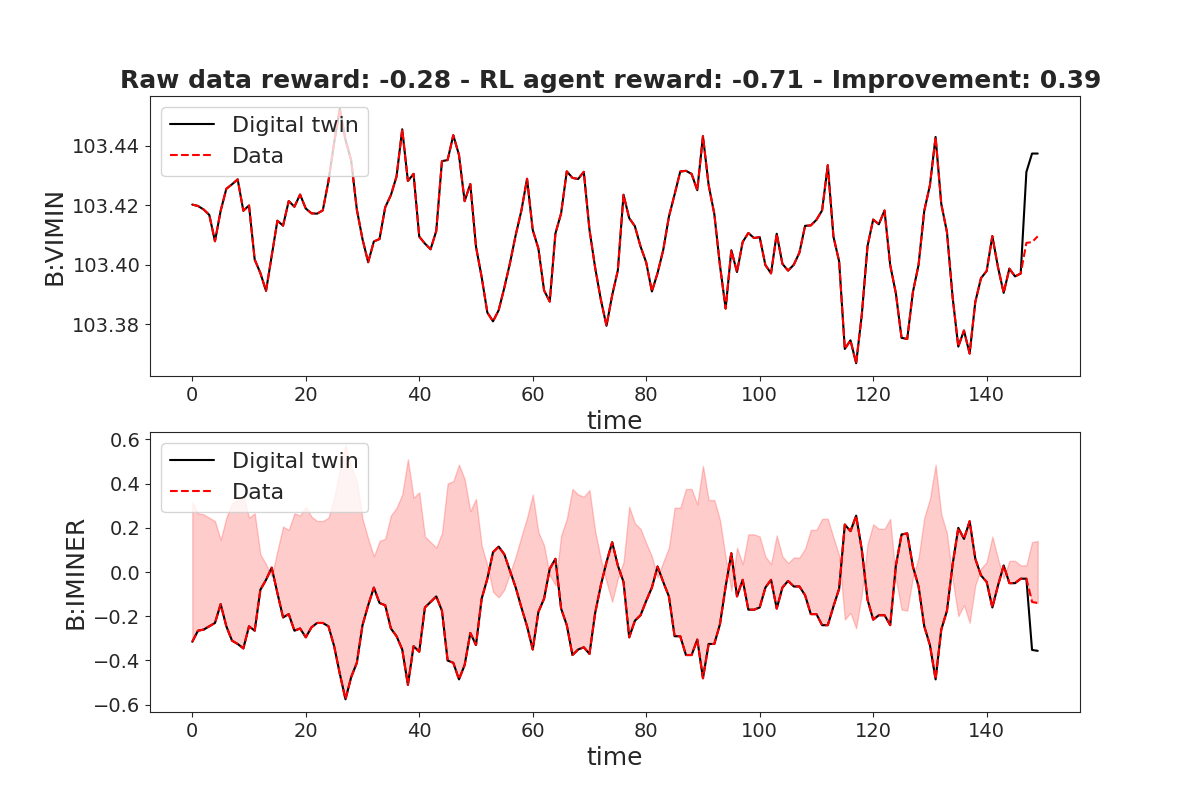 Raw data reward: -0.28 - RL agent reward: -0.71 - Improvement: 0.39
Digital twin
Data
B:VIMIN
103.44
103.42
103.40
103.38
0 20 40 60 80 100 120 140
time
Digital twin
Data
B:IMINER
0.6
0.4
0.2
0.0
−0.2
−0.4
−0.6
0 20 40 60 80 100 120 140
time